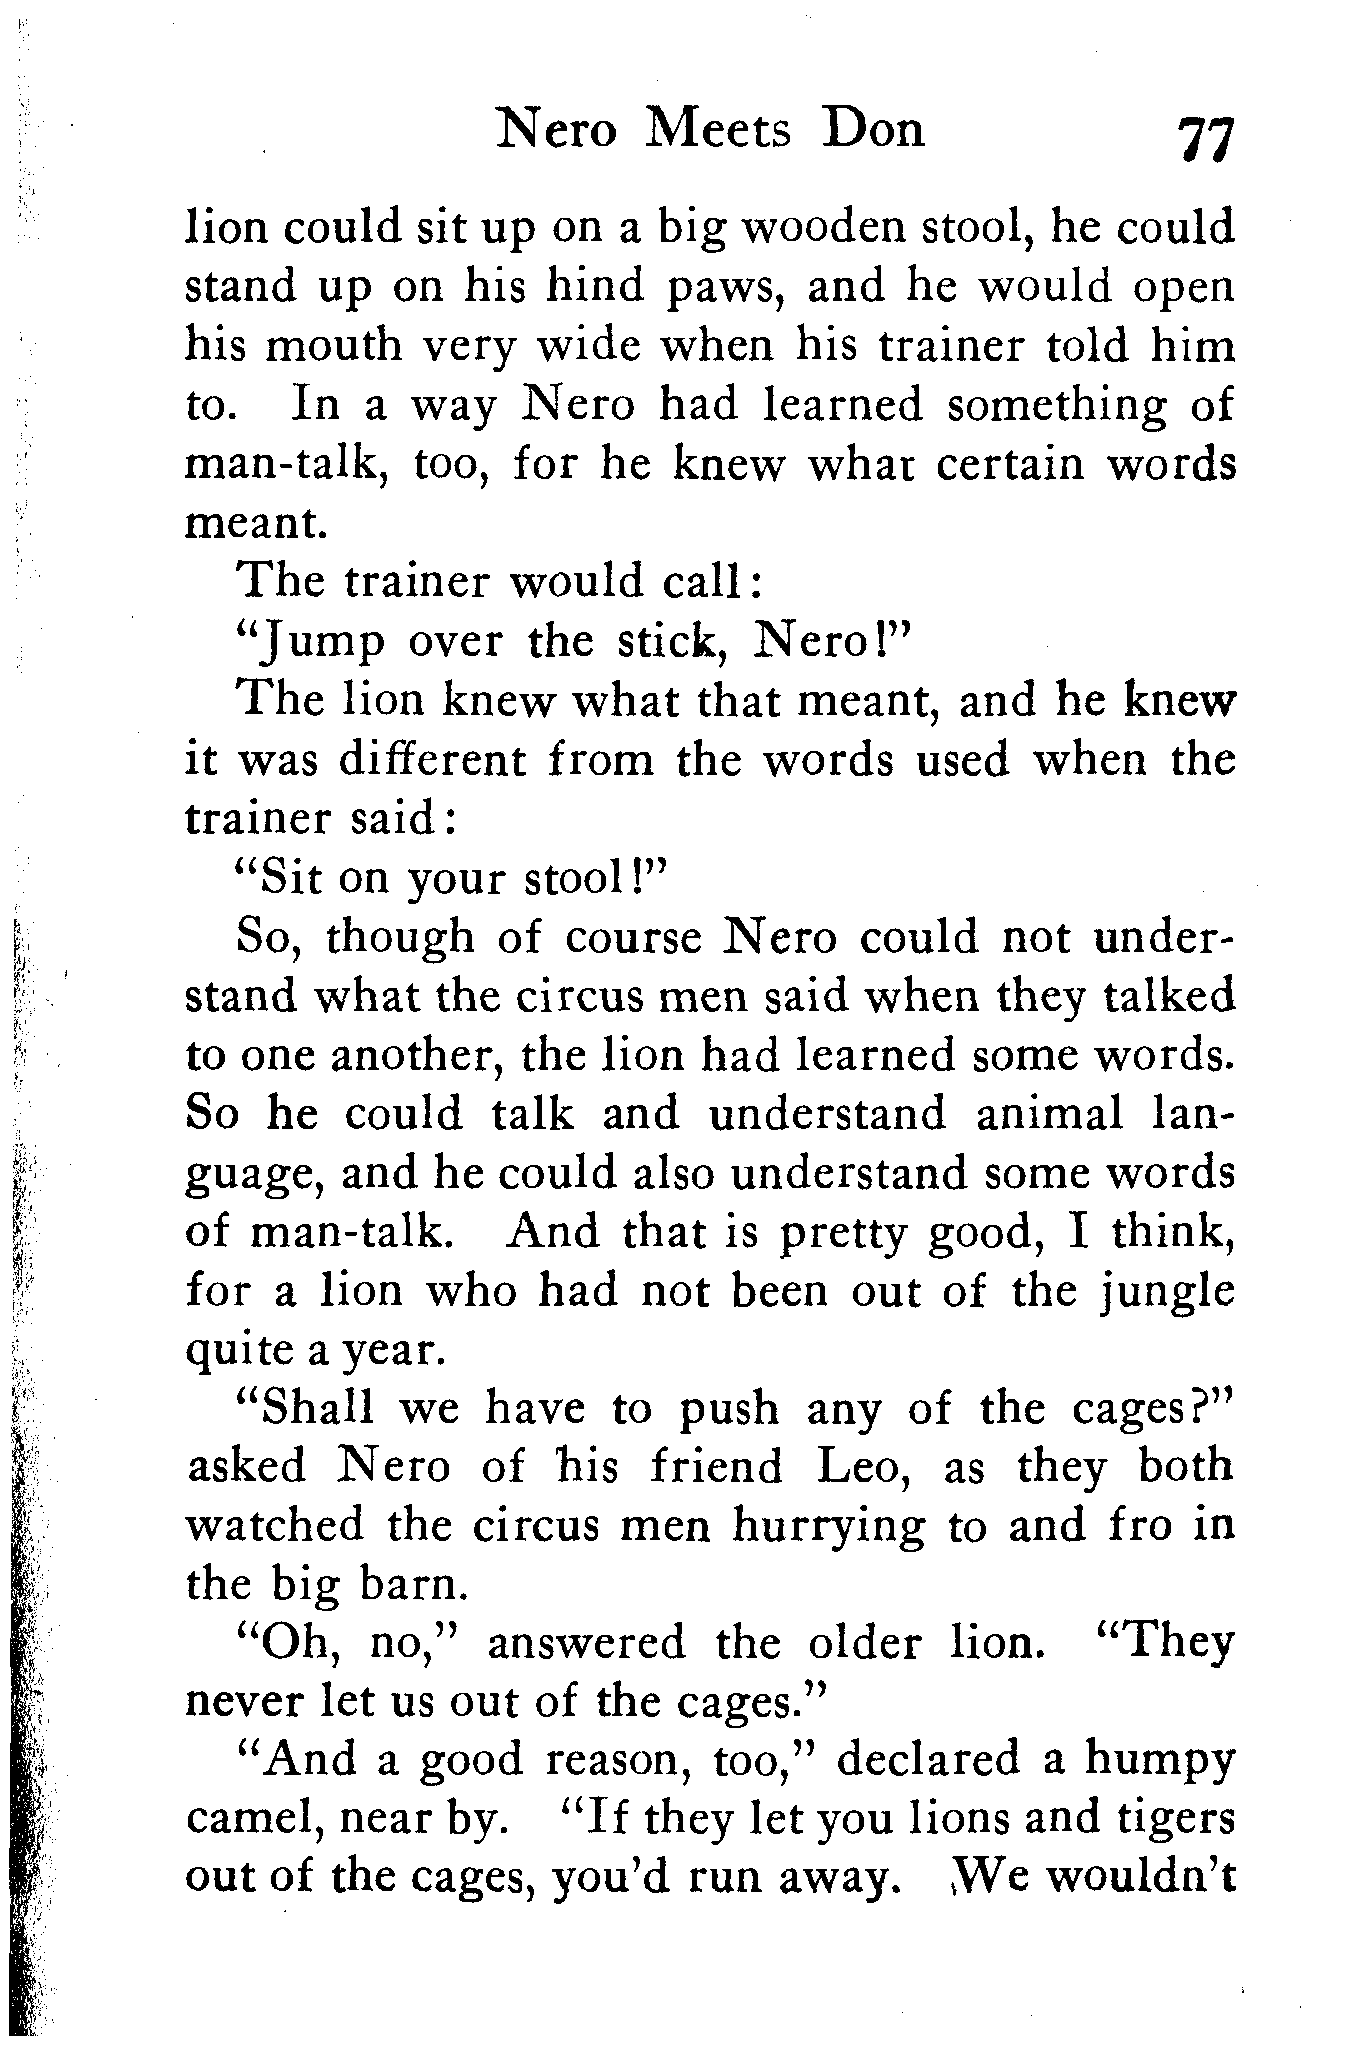 Nero Meets Don 77
lion could sit up on a big wooden stool, he could
stand up on his hind paws, and he would open
his mouth very wide when his trainer told him
to. In a way Nero had learned something of
man-talk, too, for he knew what certain words
meant.
The trainer would call:
"Jump over the stick, Nero!"
The lion knew what that meant, and he knew
it was different from the words used when the
trainer said:
"Sit on your stool!"
So, though of course Nero could not under-
stand what the circus men said when they talked
to one another, the lion had learned some words.
So he could talk and understand animal lan-
guage, and he could also understand some words
of man-talk. And that is pretty good, I think,
for a lion who had not been out of the jungle
quite a year.
"Shall we have to push any of the cages?"
asked Nero of his friend Leo, as they both
watched the circus men hurrying to and fro in
the big barn.
"Oh, no," answered the older lion. "They
never let us out of the cages."
"And a good reason, too," declared a humpy
camel, near by. "If they let you lions and tigers
out of the cages, you'd run away. We wouldn't